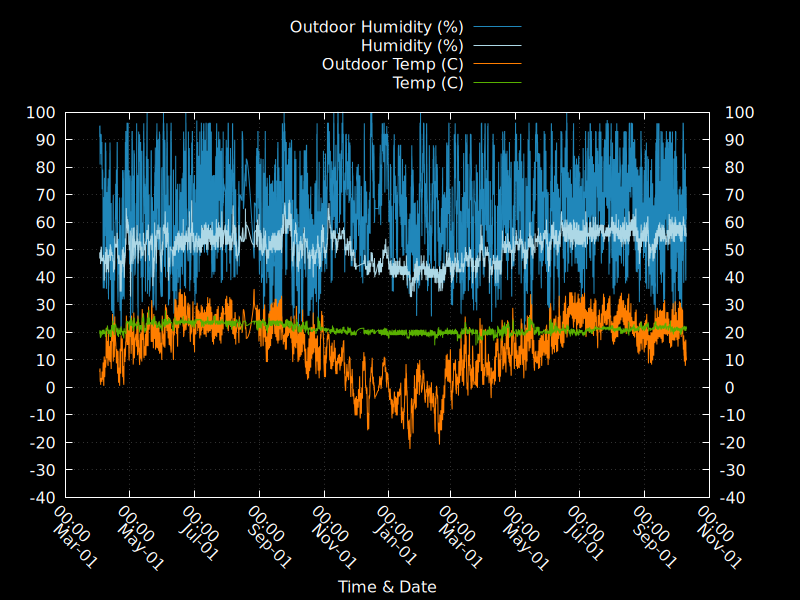 Outdoor Humidity (%)
Humidity (%)
Outdoor Temp (C)
Temp (C)
100 100
90 90
80 80
70 70
60 60
50 50
40 40
30 30
20 20
10 10
0 0
-10 -10
-20 -20
-30 -30
-40 -40
00:00 00:00 00:00 00:00 00:00 00:00 00:00 00:00 00:00 00:00 00:00
Mar-01 May-01 Jul-01 Sep-01 Nov-01 Jan-01 Mar-01 May-01 Jul-01 Sep-01 Nov-01
Time & Date